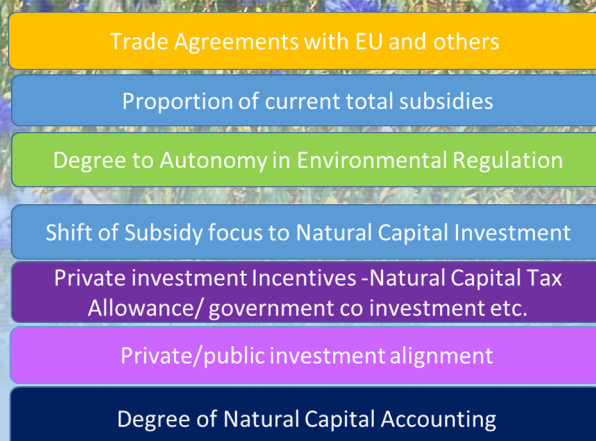 Trade Agreements with EU and others
Proportion of current total subsidies
Degree to Autonomy in Environmental Regulation
Shift of Subsidy focus to Natural Capital Investment
Private investment Incentives -Natural Capital Tax
Allowance/ government co investment etc.
Private/public investment alignment
Degree of Natural Capital Accounting